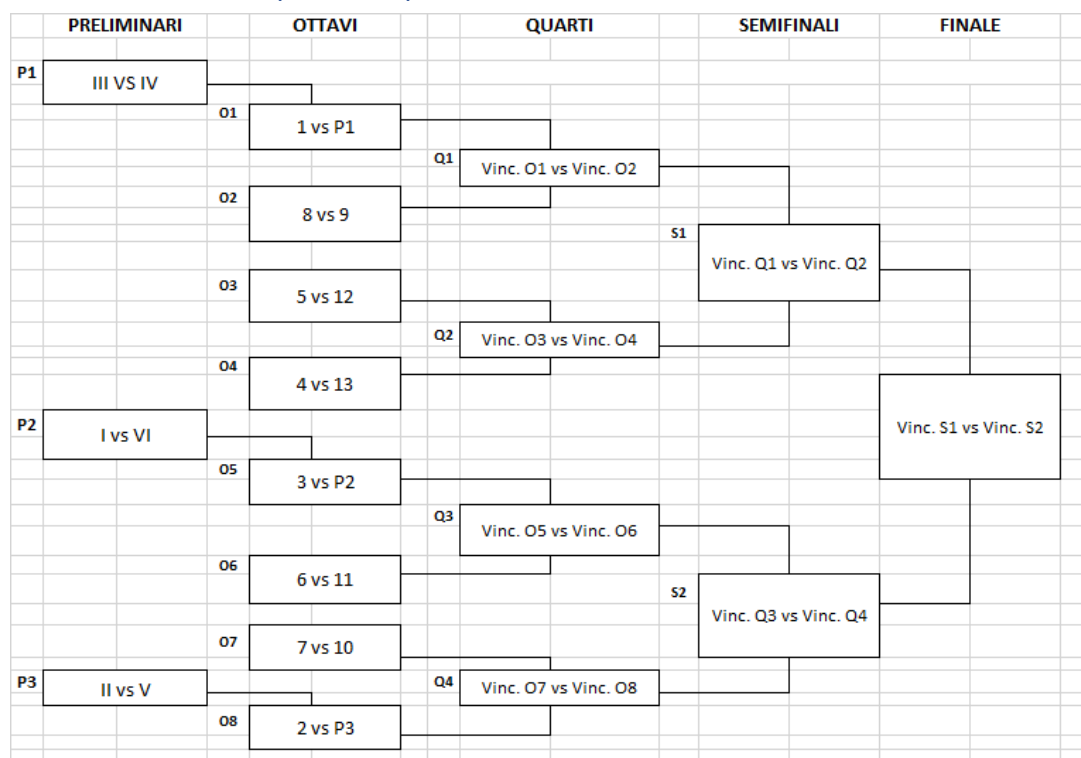 PRELIMINARI OTTAVI QUARTI SEMIFINALI FINALE
P1 III VS IV
O1 1 vs P1
Q1 Vinc. O1 vs Vinc. O2
O2 8 vs 9
S1 Vinc. Q1 vs Vinc. Q2
O3 5 vs 12
Q2 Vinc. O3 vs Vinc. O4
O4 4 vs 13
P2 I vs VI
Vinc. S1 vs Vinc. S2
O5 3 vs P2
Q3 Vinc. O5 vs Vinc. O6
O6 6 vs 11
S2 Vinc. Q3 vs Vinc. Q4
O7 7 vs 10
P3 II vs V
Q4 Vinc. O7 vs Vinc. O8
O8 2 vs P3